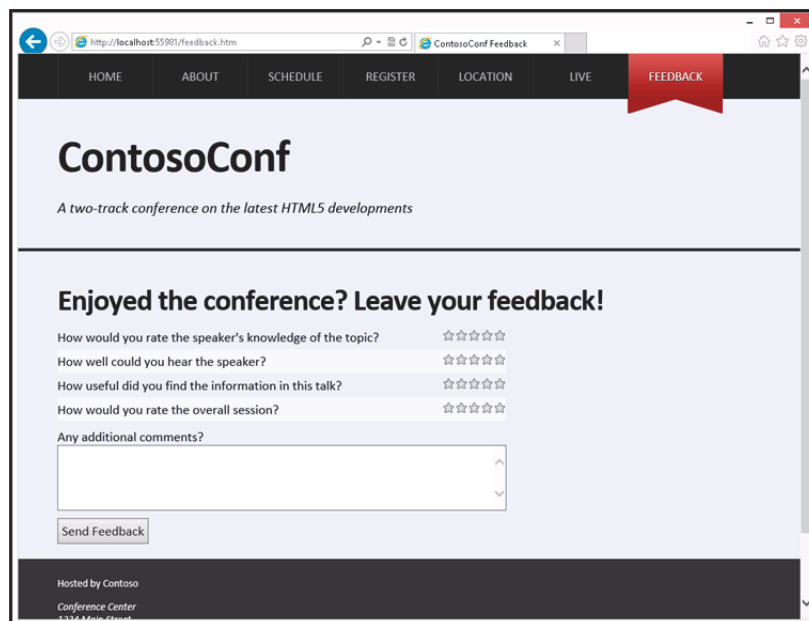 http://localhost:55981/feedback.htm
ContosoConf Feedback
HOME ABOUT SCHEDULE REGISTER LOCATION LIVE FEEDBACK
ContosoConf
A two-track conference on the latest HTML5 developments
Enjoyed the conference? Leave your feedback!
How would you rate the speaker's knowledge of the topic?
How well could you hear the speaker?
How useful did you find the information in this talk?
How would you rate the overall session?
Any additional comments?
Send Feedback
Hosted by Contoso
Conference Center
1234 Main Street